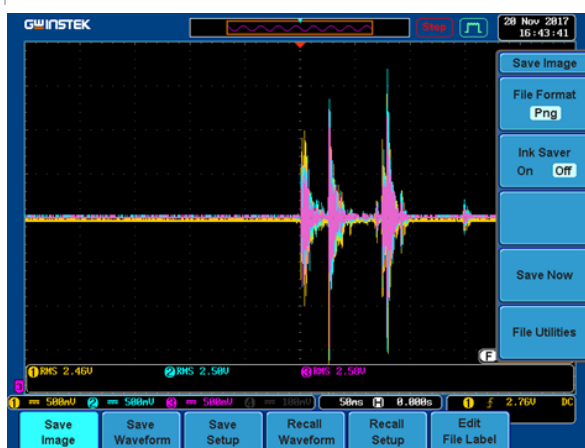 GWINSTEK
Stop
20 Nov 2017
16:43:41
Save Image
File Format
Png
Ink Saver
On Off
Save Now
File Utilities
F
1 RMS 2.46V 2 RMS 2.50V 3 RMS 2.50V
3
1 500mV 2 500mV 3 500mV 4 100mV 50ms H 0.000s 1 2.76V DC
Save Image
Save Waveform
Save Setup
Recall Waveform
Recall Setup
Edit File Label